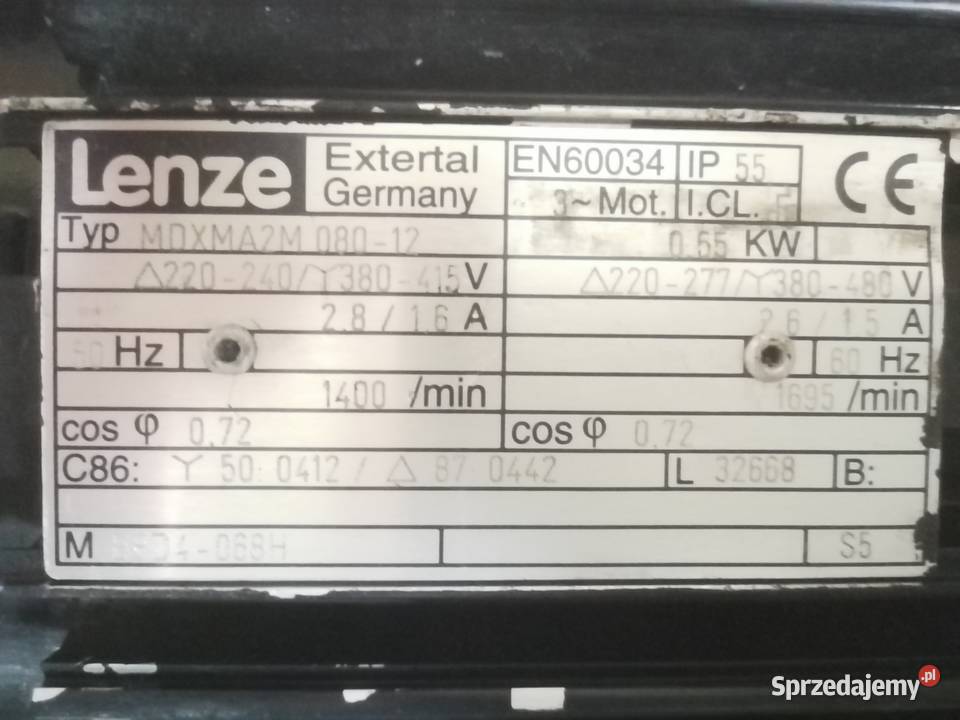 Lenze Extertal Germany EN60034 IP 55 CE
3~ Mot. I.CL. F
Typ MDXMA2M 080-12 0.55 KW
△220-240/Y380-415 V △220-277/Y380-480 V
2.8 / 1.6 A 2.6 / 1.5 A
50 Hz 60 Hz
1400 /min 1695 /min
cos φ 0.72 cos φ 0.72
C86: Y 50 0412 / △ 87 0442 L 32668 B:
M S5
Sprzedajemy.pl